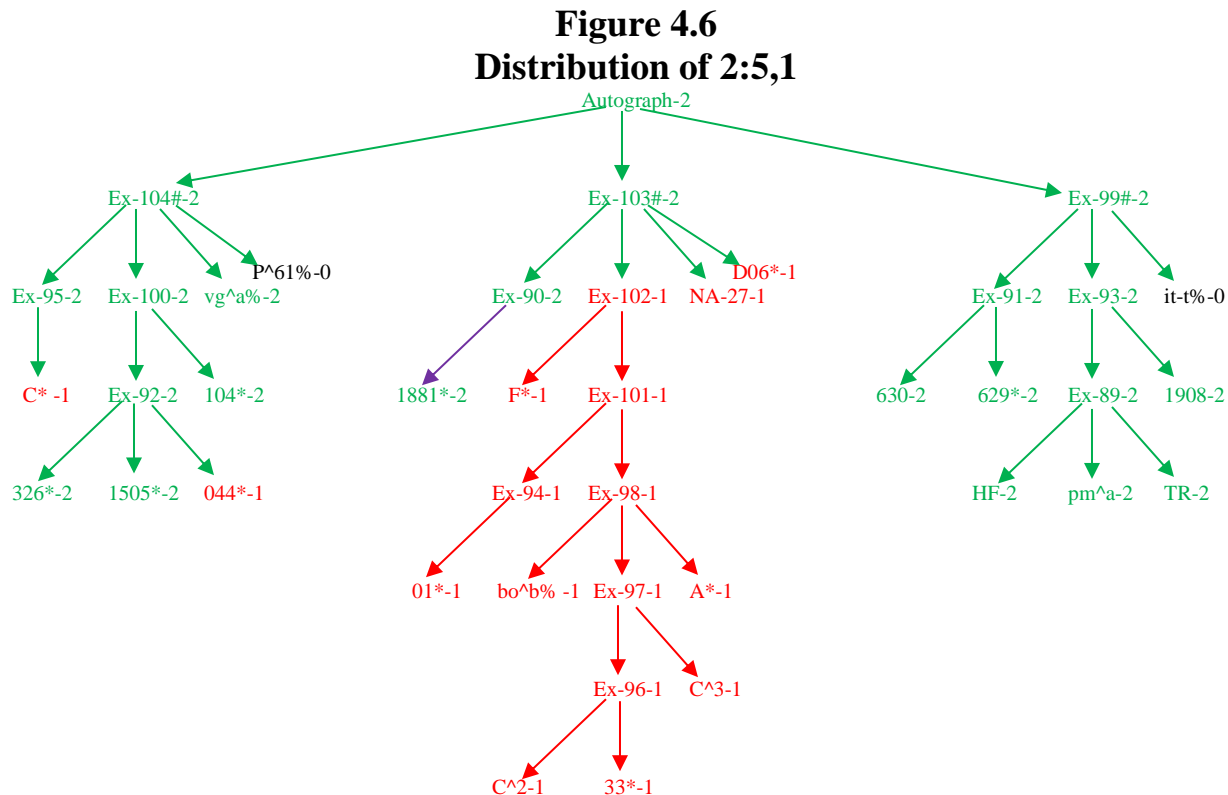 Figure 4.6
Distribution of 2:5,1
Autograph-2
Ex-104#-2 Ex-103#-2 Ex-99#-2
P^61%-0 D06*-1
Ex-95-2 Ex-100-2 vg^a%-2 Ex-90-2 Ex-102-1 NA-27-1 Ex-91-2 Ex-93-2 it-t%-0
C* -1 Ex-92-2 104*-2 1881*-2 F*-1 Ex-101-1 630-2 629*-2 Ex-89-2 1908-2
326*-2 1505*-2 044*-1 Ex-94-1 Ex-98-1 HF-2 pm^a-2 TR-2
01*-1 bo^b% -1 Ex-97-1 A*-1
Ex-96-1 C^3-1
C^2-1 33*-1